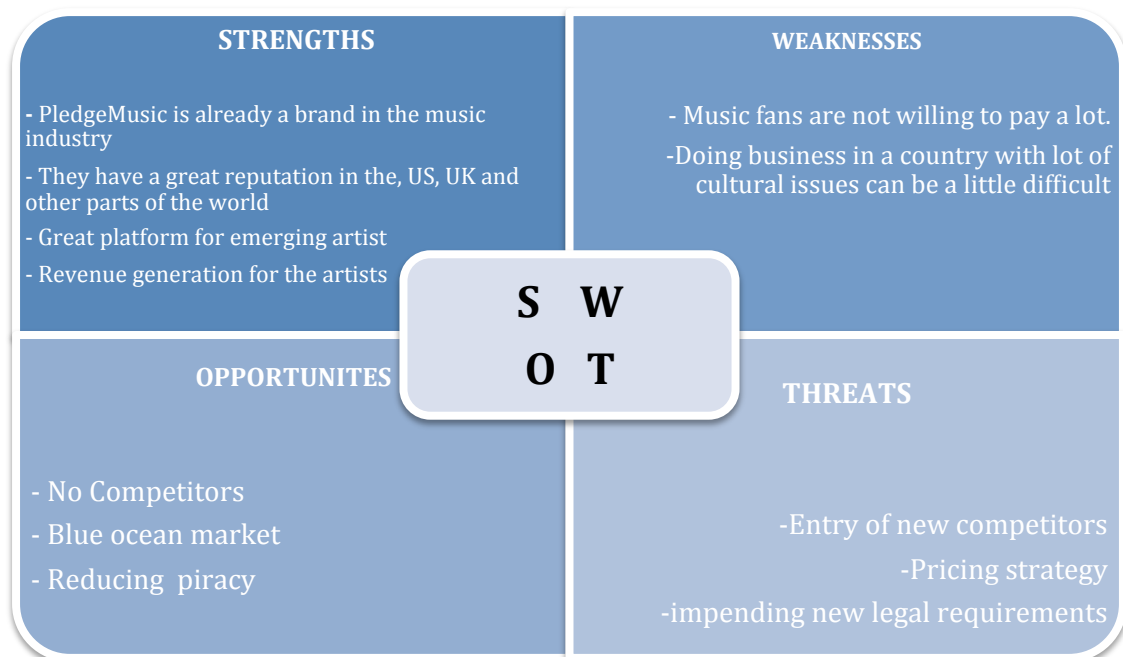 STRENGTHS
- PledgeMusic is already a brand in the music
industry
- They have a great reputation in the, US, UK and
other parts of the world
- Great platform for emerging artist
- Revenue generation for the artists
WEAKNESSES
- Music fans are not willing to pay a lot.
-Doing business in a country with lot of
cultural issues can be a little difficult
S W
O T
OPPORTUNITES
- No Competitors
- Blue ocean market
- Reducing piracy
THREATS
-Entry of new competitors
-Pricing strategy
-impending new legal requirements